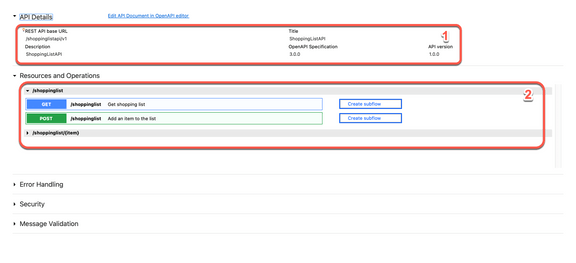 API Details Edit API Document in OpenAPI editor
REST API base URL Title 1
/shoppinglistapi/v1 ShoppingListAPI
Description OpenAPI Specification API version
ShoppingListAPI 3.0.0 1.0.0
Resources and Operations
/shoppinglist 2
GET /shoppinglist Get shopping list Create subflow
POST /shoppinglist Add an item to the list Create subflow
/shoppinglist/{item}
Error Handling
Security
Message Validation